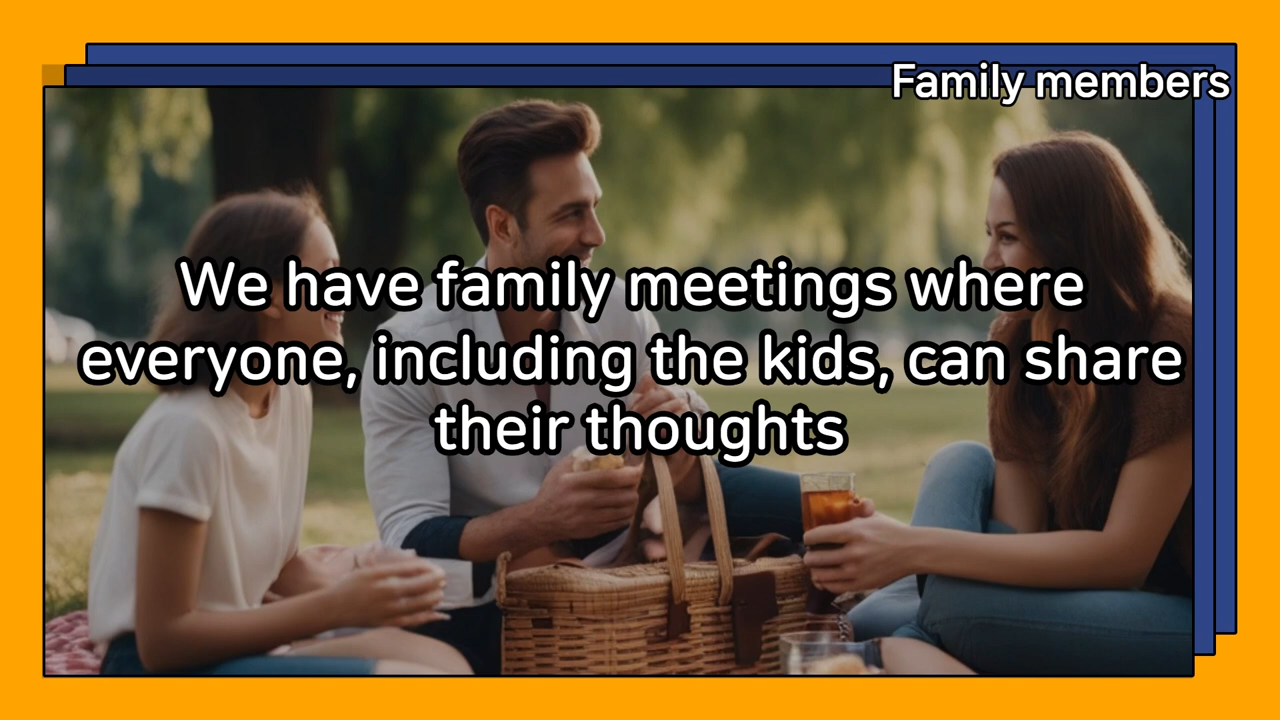 Family members
We have family meetings where
everyone, including the kids, can share
their thoughts